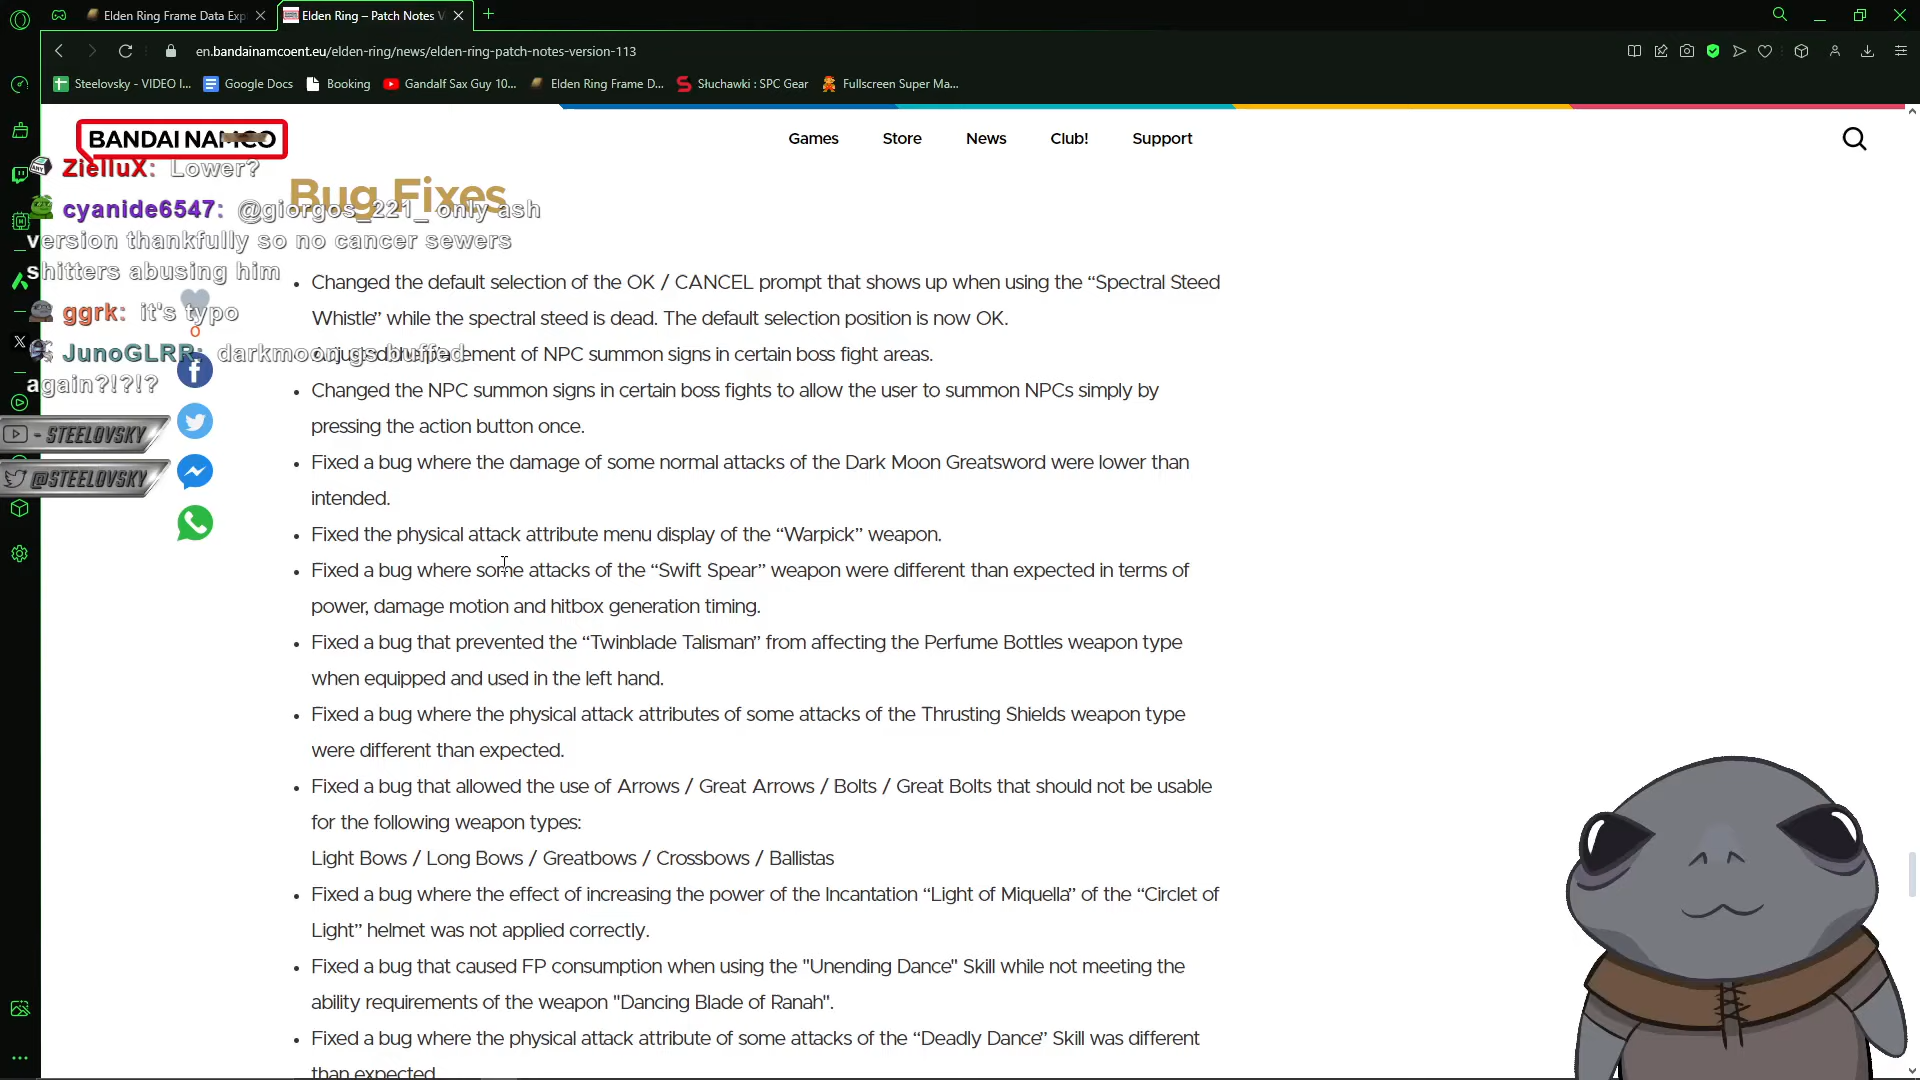 Elden Ring Frame Data Exp
Elden Ring – Patch Notes V
en.bandainamcoent.eu/elden-ring/news/elden-ring-patch-notes-version-113
Steelovsky - VIDEO I...
Google Docs
Booking
Gandalf Sax Guy 10...
Elden Ring Frame D...
Słuchawki : SPC Gear
Fullscreen Super Ma...
BANDAI NAMCO
Games
Store
News
Club!
Support
ZielluX: Lower?
cyanide6547: @giorgos_221_ only ash
version thankfully so no cancer sewers
shitters abusing him
ggrk: it's typo
JunoGLRR: darkmoon gs buffed
again?!?!?
0
- STEELOVSKY
@STEELOVSKY
Bug Fixes
• Changed the default selection of the OK / CANCEL prompt that shows up when using the “Spectral Steed
Whistle” while the spectral steed is dead. The default selection position is now OK.
ement of NPC summon signs in certain boss fight areas.
• Changed the NPC summon signs in certain boss fights to allow the user to summon NPCs simply by
pressing the action button once.
• Fixed a bug where the damage of some normal attacks of the Dark Moon Greatsword were lower than
intended.
• Fixed the physical attack attribute menu display of the “Warpick” weapon.
• Fixed a bug where some attacks of the “Swift Spear” weapon were different than expected in terms of
power, damage motion and hitbox generation timing.
• Fixed a bug that prevented the “Twinblade Talisman” from affecting the Perfume Bottles weapon type
when equipped and used in the left hand.
• Fixed a bug where the physical attack attributes of some attacks of the Thrusting Shields weapon type
were different than expected.
• Fixed a bug that allowed the use of Arrows / Great Arrows / Bolts / Great Bolts that should not be usable
for the following weapon types:
Light Bows / Long Bows / Greatbows / Crossbows / Ballistas
• Fixed a bug where the effect of increasing the power of the Incantation “Light of Miquella” of the “Circlet of
Light” helmet was not applied correctly.
• Fixed a bug that caused FP consumption when using the "Unending Dance" Skill while not meeting the
ability requirements of the weapon "Dancing Blade of Ranah".
• Fixed a bug where the physical attack attribute of some attacks of the “Deadly Dance” Skill was different
than expected.